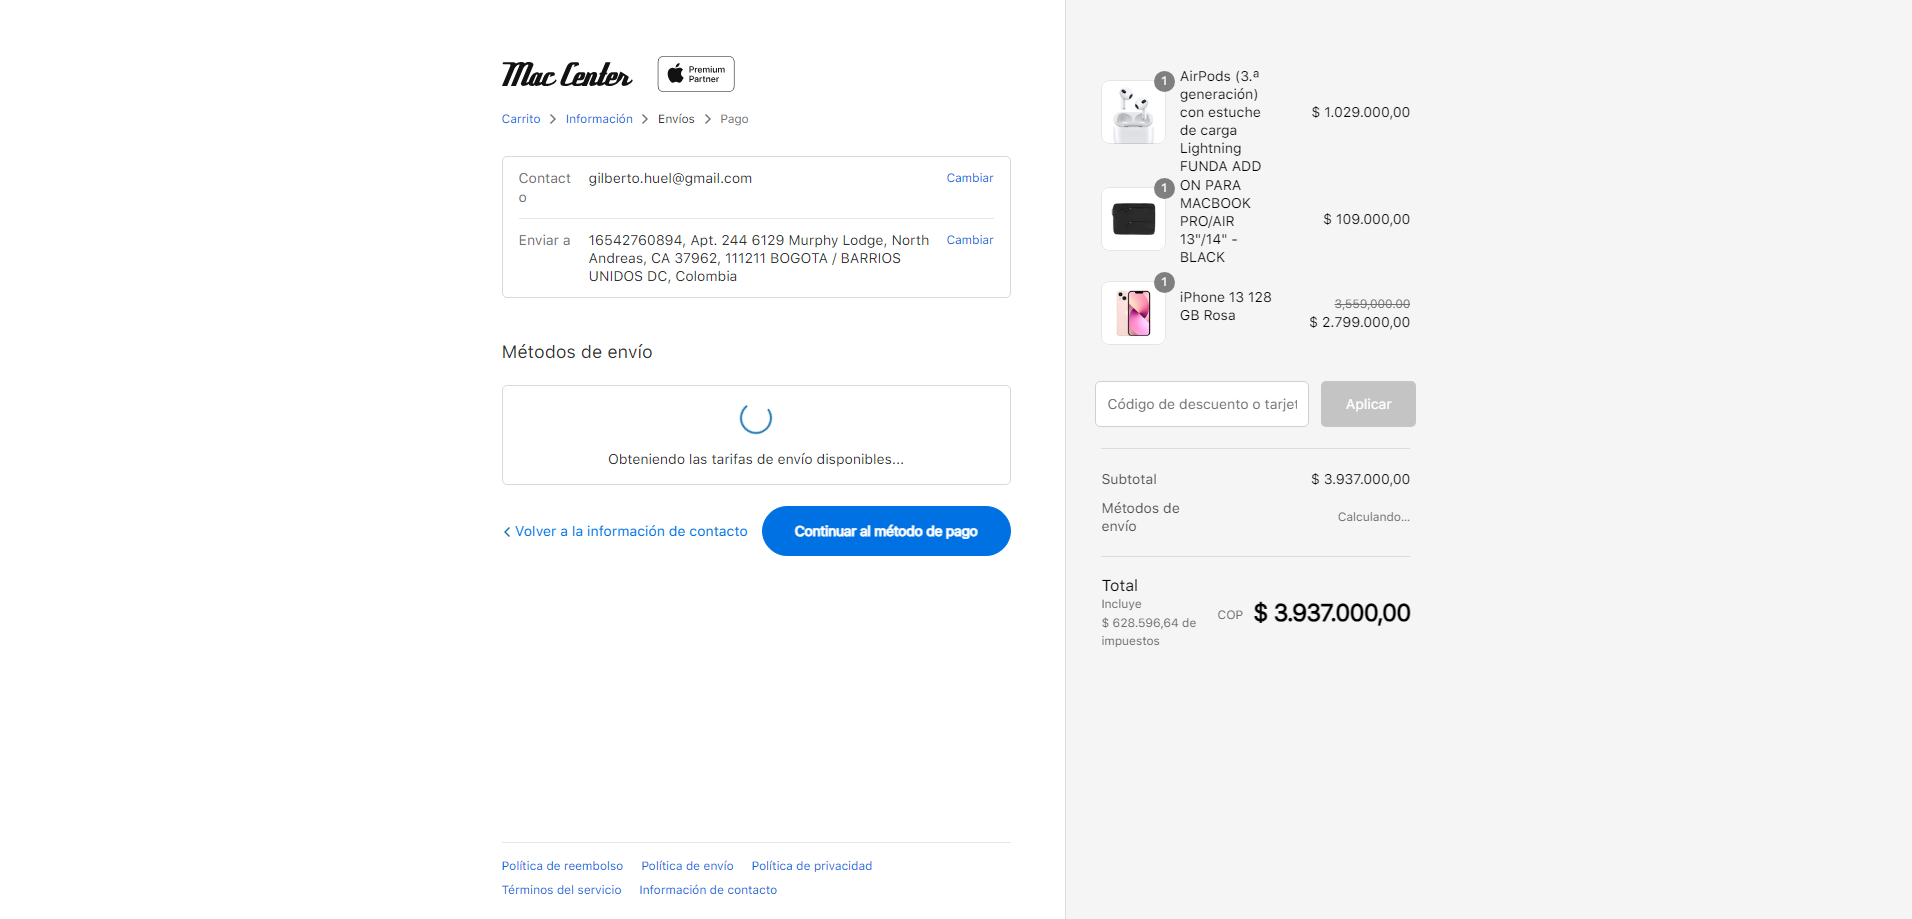 Mac Center
Premium
Partner
Carrito
Información
Envíos
Pago
Contact
o
gilberto.huel@gmail.com
Cambiar
Enviar a
16542760894, Apt. 244 6129 Murphy Lodge, North
Andreas, CA 37962, 111211 BOGOTA / BARRIOS
UNIDOS DC, Colombia
Cambiar
Métodos de envío
Obteniendo las tarifas de envío disponibles...
Volver a la información de contacto
Continuar al método de pago
Política de reembolso
Política de envío
Política de privacidad
Términos del servicio
Información de contacto
1
AirPods (3.ª
generación)
con estuche
de carga
Lightning
$ 1.029.000,00
1
FUNDA ADD
ON PARA
MACBOOK
PRO/AIR
13"/14" -
BLACK
$ 109.000,00
1
iPhone 13 128
GB Rosa
3,559,000.00
$ 2.799.000,00
Código de descuento o tarjet
Aplicar
Subtotal
$ 3.937.000,00
Métodos de
envío
Calculando...
Total
Incluye
$ 628.596,64 de
impuestos
COP
$ 3.937.000,00